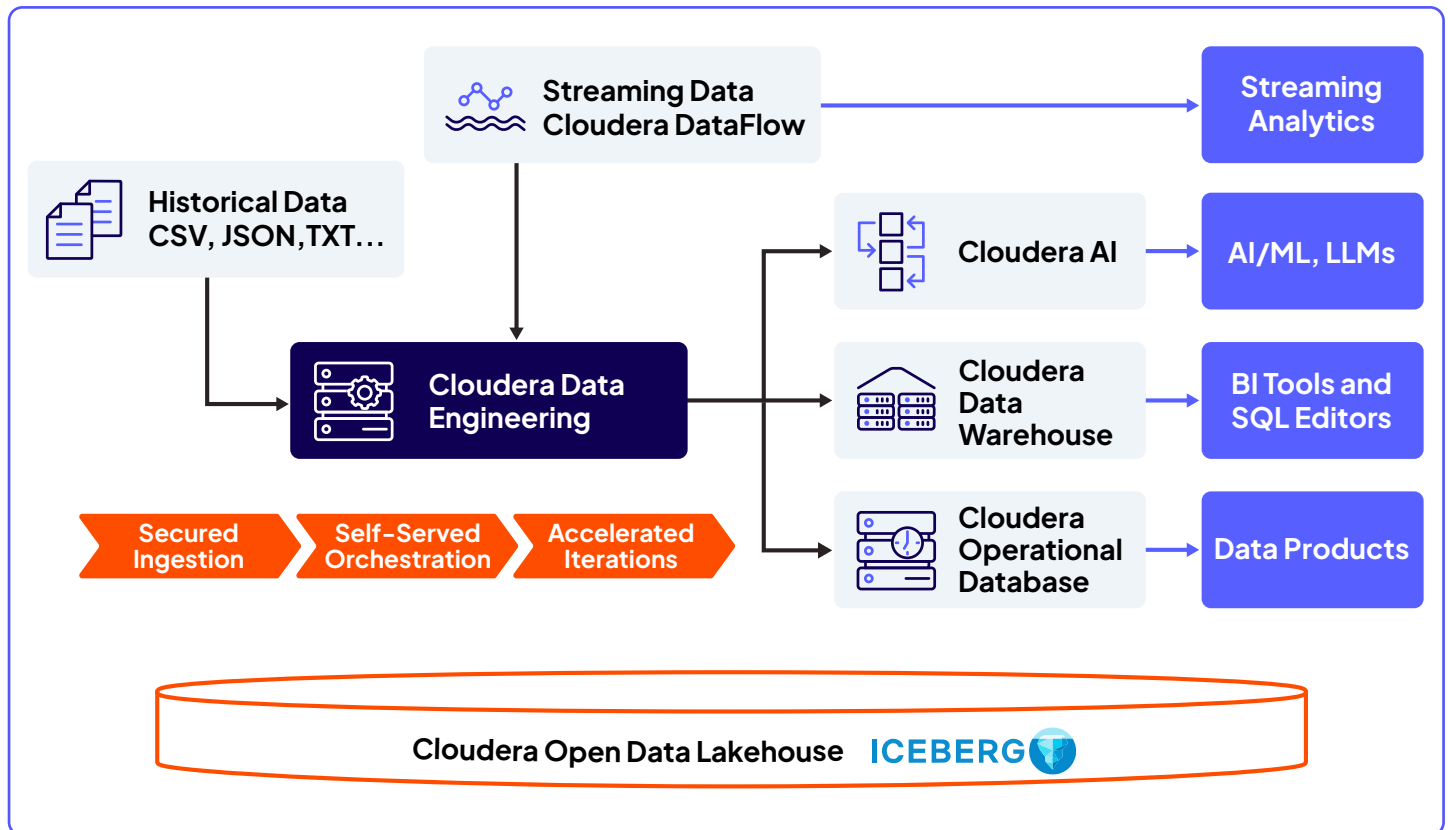 Streaming Data
Cloudera DataFlow
Streaming
Analytics
Historical Data
CSV, JSON,TXT...
Cloudera AI
AI/ML, LLMs
Cloudera Data
Engineering
Cloudera
Data
Warehouse
BI Tools and
SQL Editors
Secured
Ingestion
Self-Served
Orchestration
Accelerated
Iterations
Cloudera
Operational
Database
Data Products
Cloudera Open Data Lakehouse ICEBERG